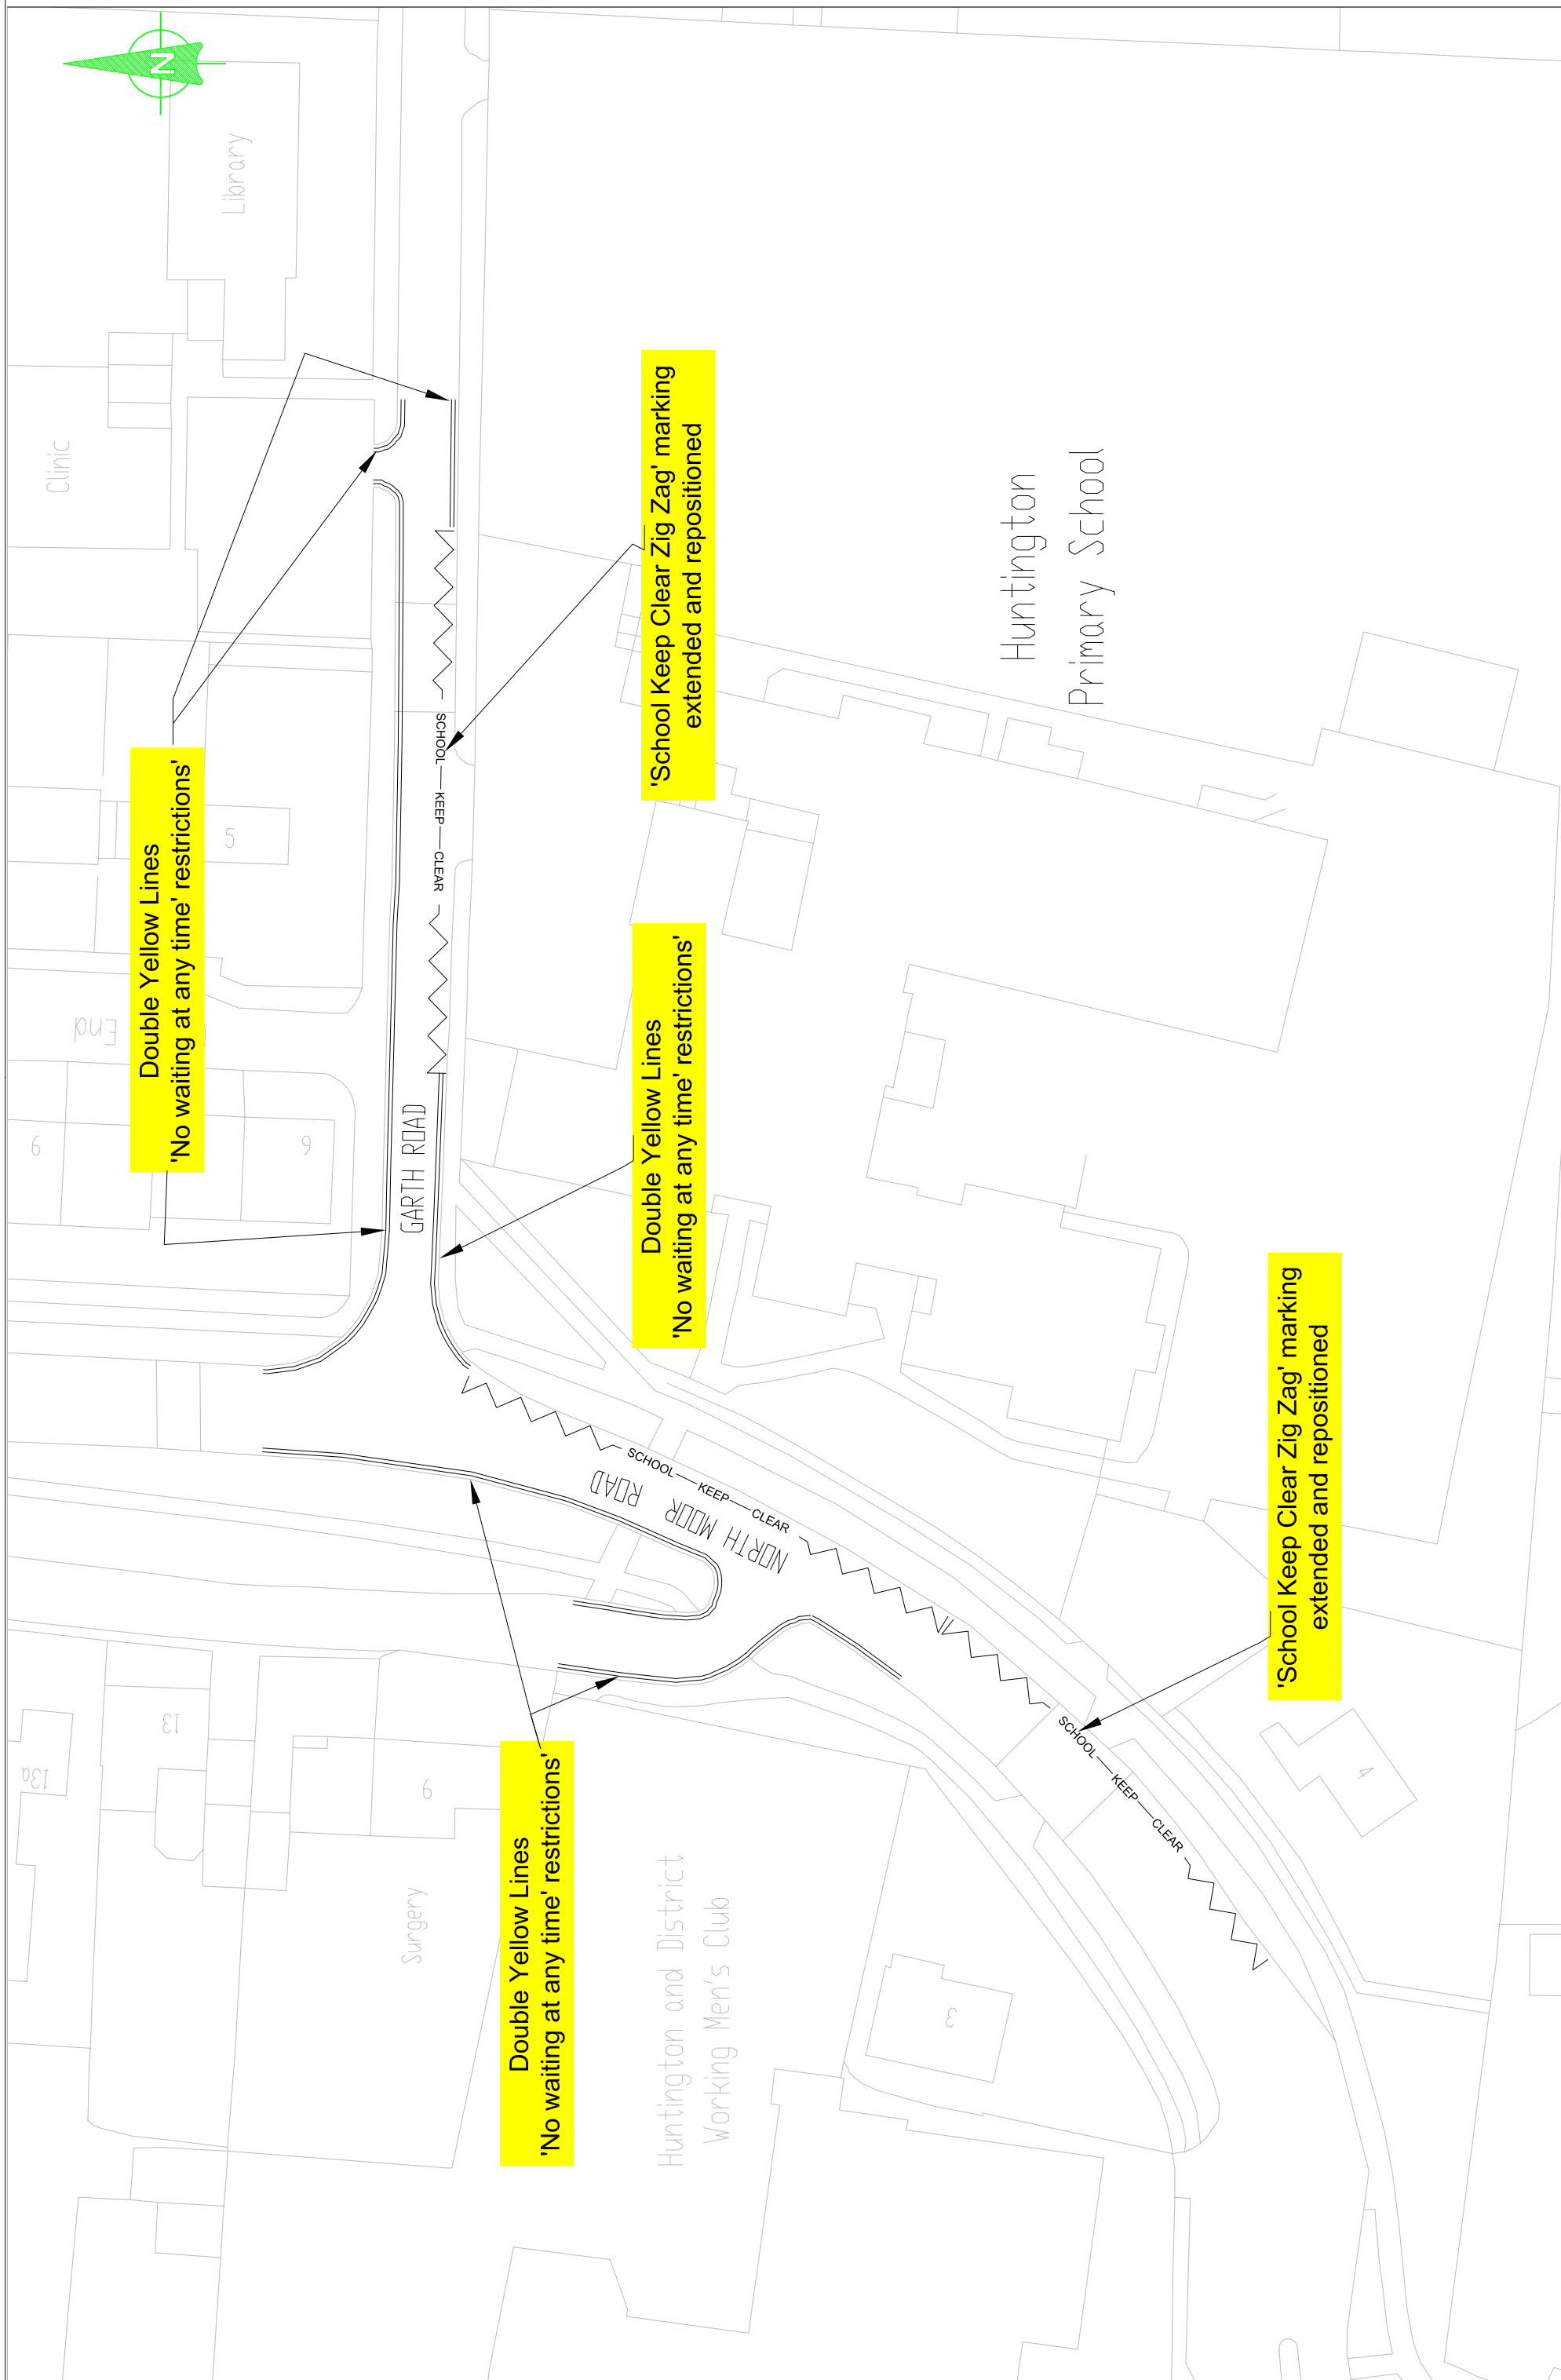 N
Library
Clinic
5
End
6
9
Double Yellow Lines
'No waiting at any time' restrictions'
GARTH ROAD
SCHOOL KEEP CLEAR
'School Keep Clear Zig Zag' marking
extended and repositioned
Huntington
Primary School
Double Yellow Lines
'No waiting at any time' restrictions'
SCHOOL KEEP CLEAR
NORTH MOOR ROAD
13a
13
9
Surgery
Double Yellow Lines
'No waiting at any time' restrictions'
Huntington and District
Working Men's Club
3
SCHOOL KEEP CLEAR
'School Keep Clear Zig Zag' marking
extended and repositioned
4